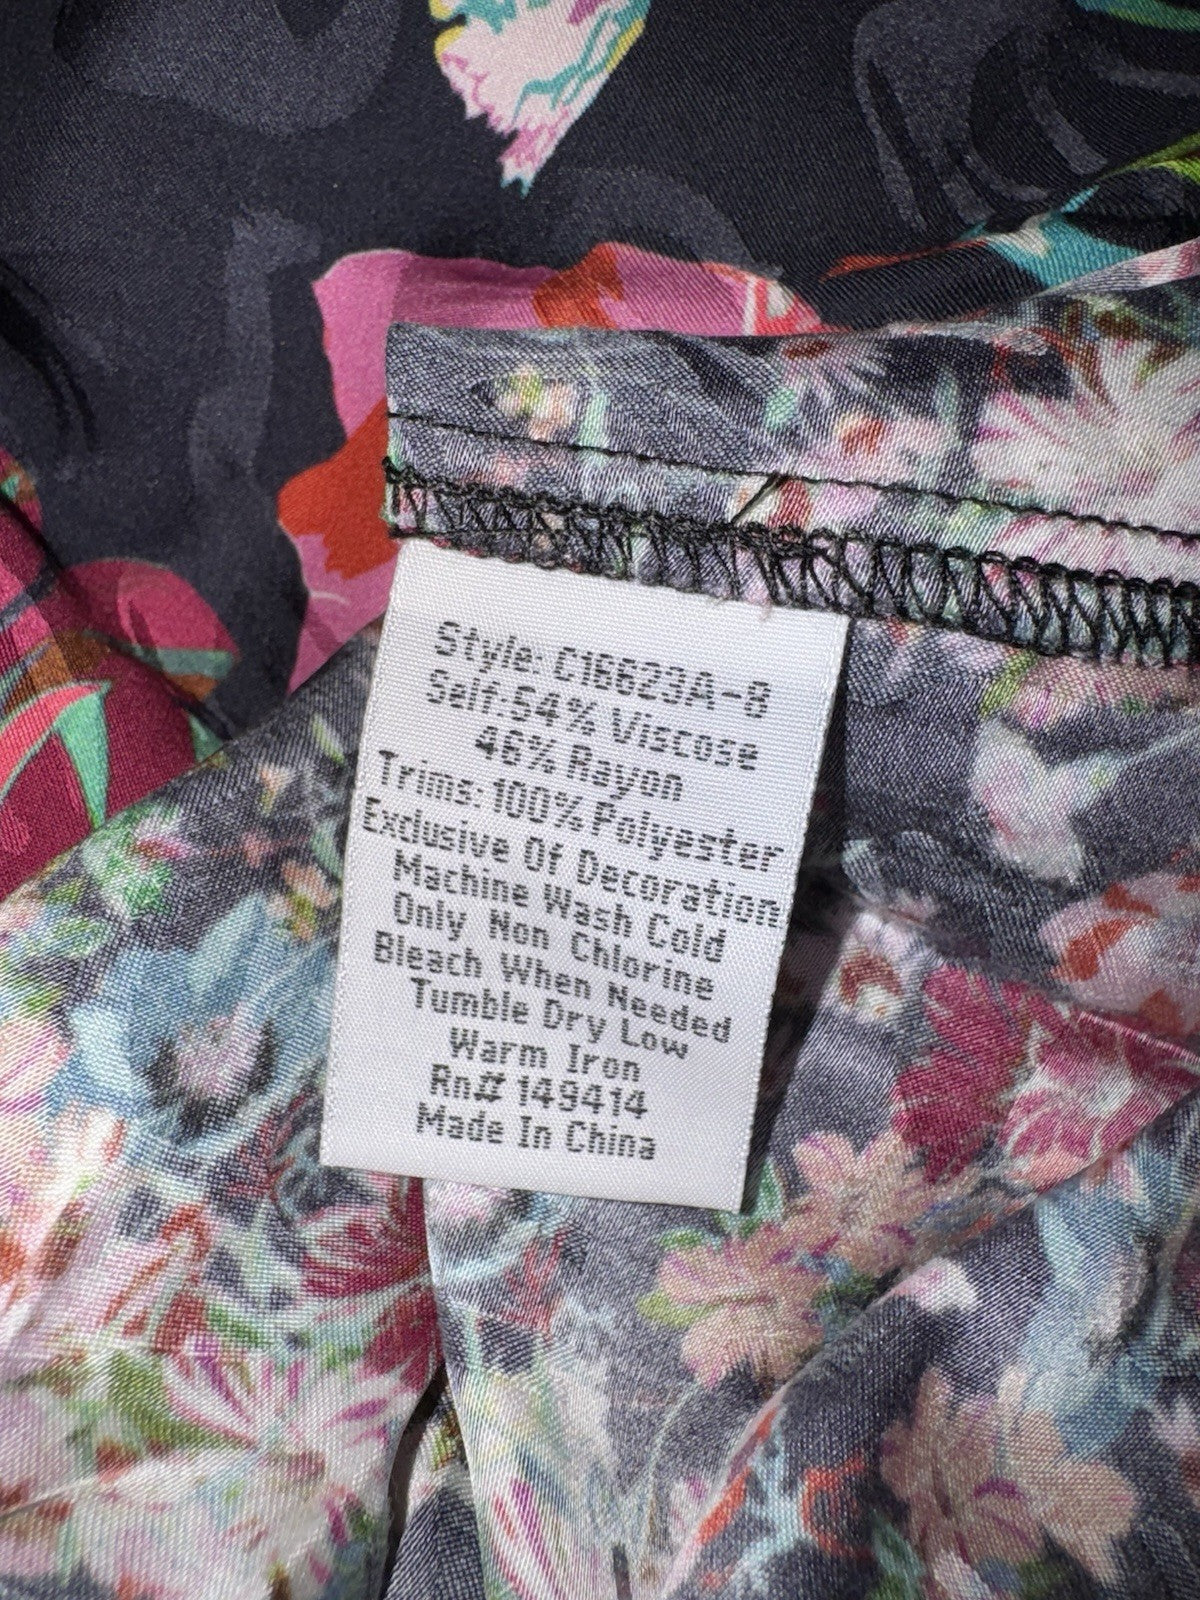 Style: C16623A-8
Self:54% Viscose
46% Rayon
Trims: 100% Polyester
Exclusive Of Decoration
Machine Wash Cold
Only Non Chlorine
Bleach When Needed
Tumble Dry Low
Warm Iron
Rn# 149414
Made In China